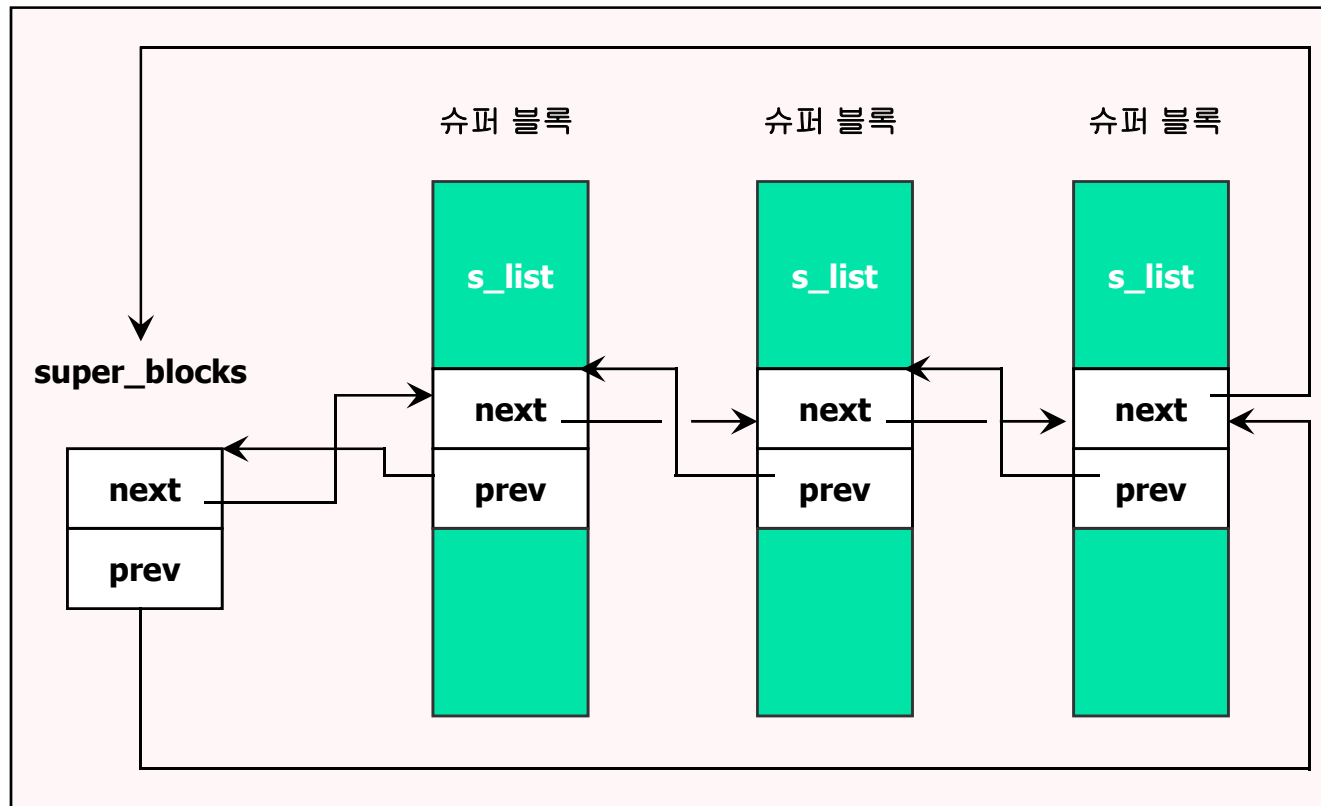 슈퍼 블록
슈퍼 블록
슈퍼 블록
s_list
s_list
s_list
super_blocks
next
next
next
next
prev
prev
prev
prev